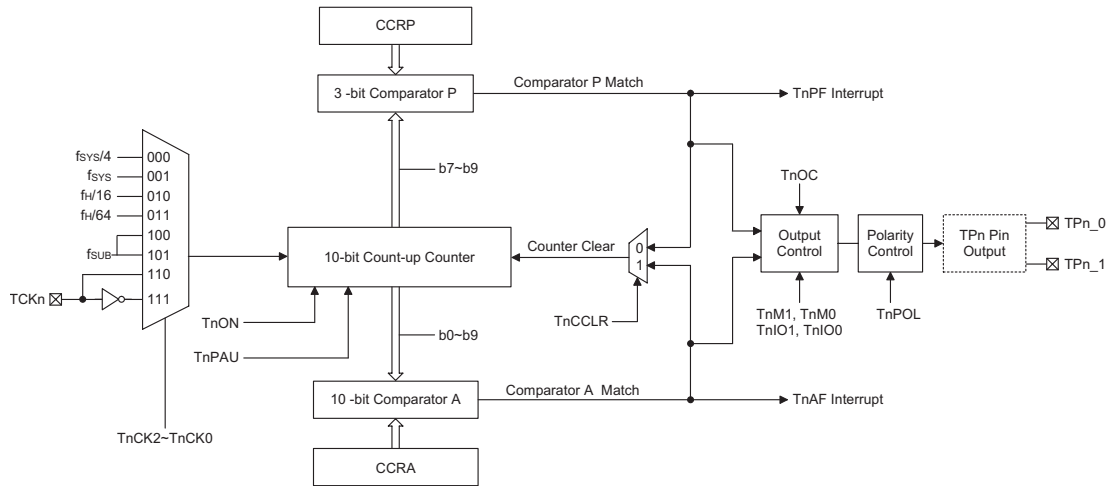 CCRP
3 -bit Comparator P
Comparator P Match
TnPF Interrupt
b7~b9
fSYS/4
000
fSYS
001
fH/16
010
fH/64
011
100
fSUB
101
110
TCKn
111
TnCK2~TnCK0
10-bit Count-up Counter
Counter Clear
0
1
TnCCLR
TnON
TnPAU
b0~b9
TnOC
Output
Control
TnM1, TnM0
TnIO1, TnIO0
Polarity
Control
TnPOL
TPn Pin
Output
TPn_0
TPn_1
10 -bit Comparator A
Comparator A Match
TnAF Interrupt
CCRA